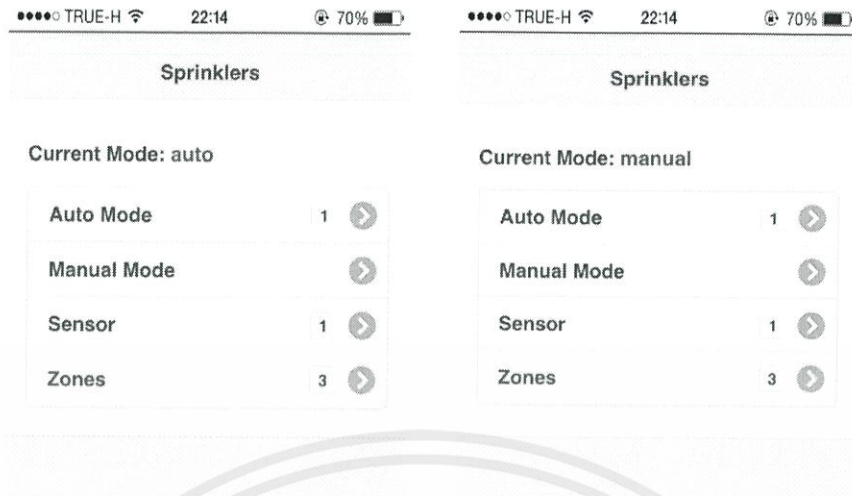 TRUE-H 22:14 70%
Sprinklers
Current Mode: auto
Auto Mode 1
Manual Mode
Sensor 1
Zones 3
TRUE-H 22:14 70%
Sprinklers
Current Mode: manual
Auto Mode 1
Manual Mode
Sensor 1
Zones 3